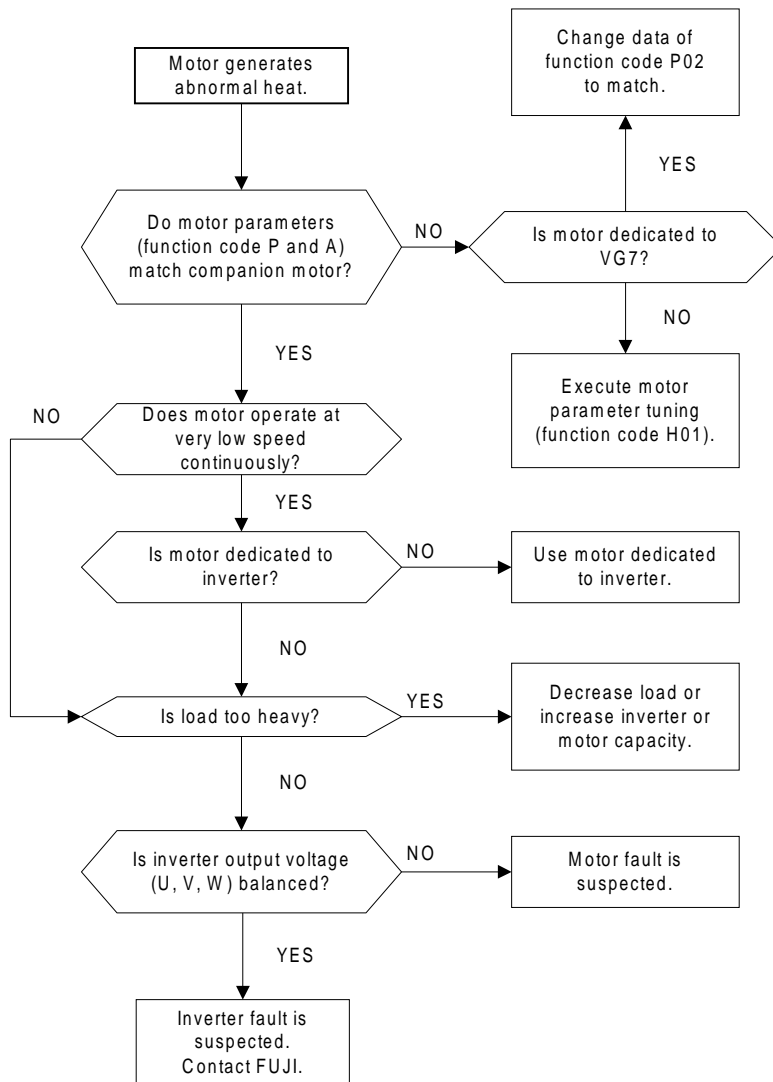 Motor generates
abnormal heat.
Change data of
function code P02
to match.
YES
Do motor parameters
(function code P and A)
match companion motor?
NO
Is motor dedicated to
VG7?
NO
YES
Execute motor
parameter tuning
(function code H01).
NO
Does motor operate at
very low speed
continuously?
YES
Is motor dedicated to
inverter?
NO
Use motor dedicated
to inverter.
NO
Is load too heavy?
YES
Decrease load or
increase inverter or
motor capacity.
NO
Is inverter output voltage
(U, V, W) balanced?
NO
Motor fault is
suspected.
YES
Inverter fault is
suspected.
Contact FUJI.